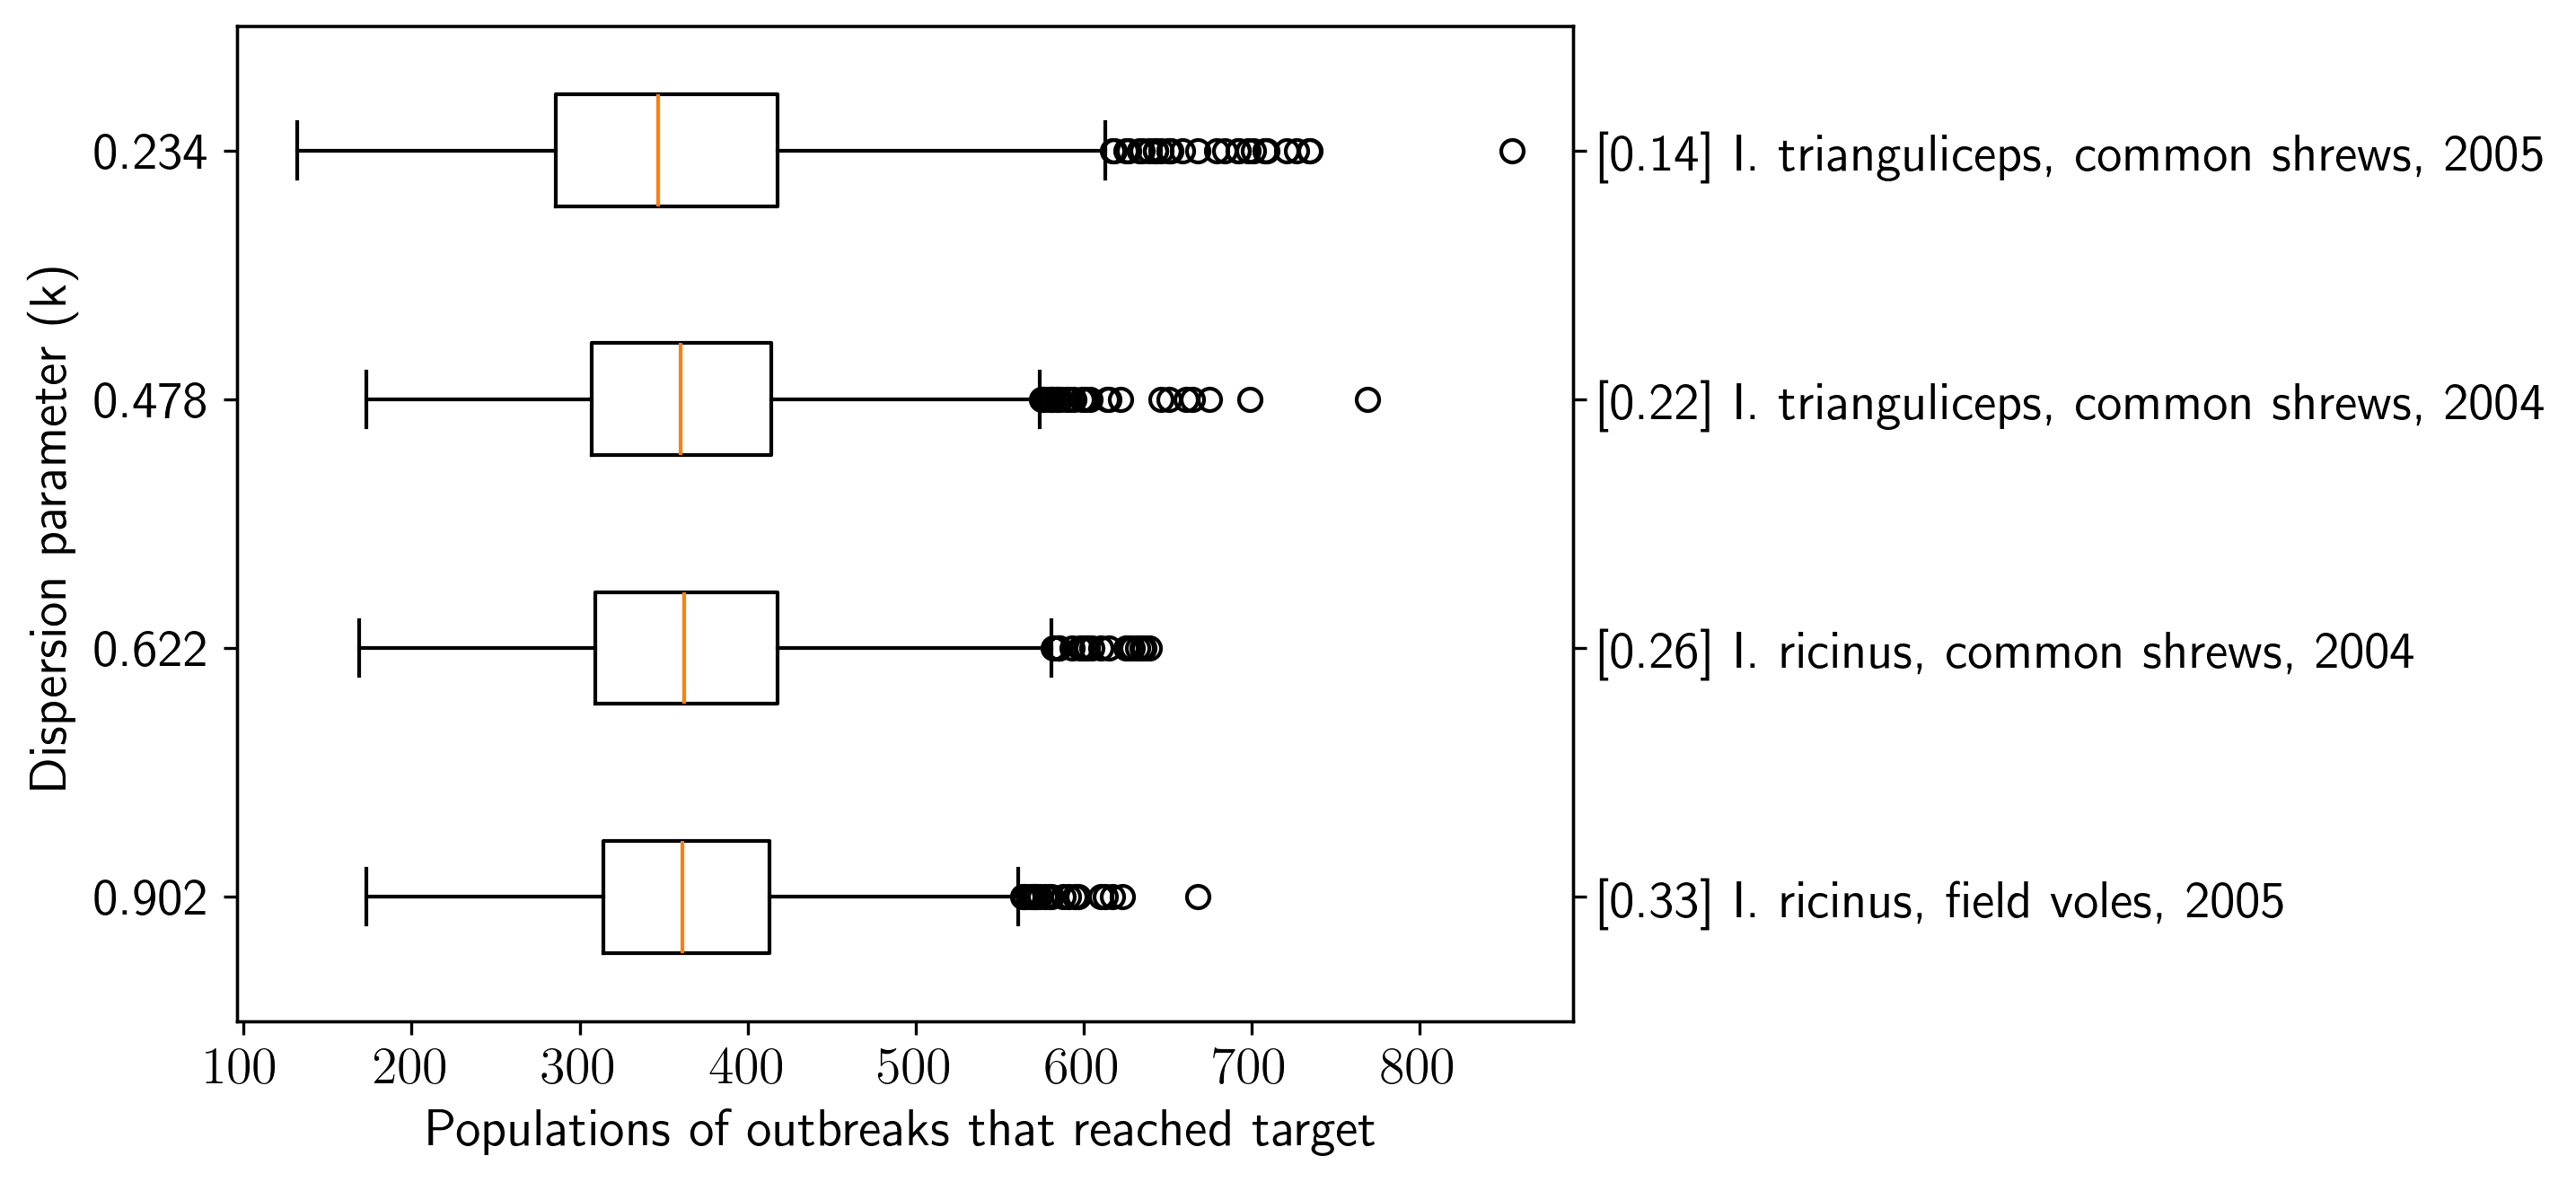 Dispersion parameter (k)
0.234
0.478
0.622
0.902
[0.14] I. trianguliceps, common shrews, 2005
[0.22] I. trianguliceps, common shrews, 2004
[0.26] I. ricinus, common shrews, 2004
[0.33] I. ricinus, field voles, 2005
100 200 300 400 500 600 700 800
Populations of outbreaks that reached target